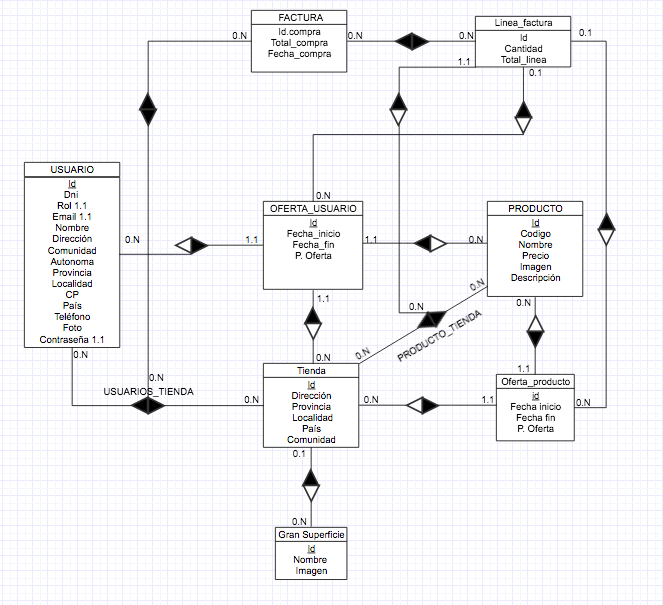 FACTURA
Id.compra
Total_compra
Fecha_compra
0.N
0.N
0.N
Linea_factura
Id
Cantidad
Total_linea
0.1
1.1
0.1
USUARIO
Id
Dni
Rol 1.1
Email 1.1
Nombre
Dirección
Comunidad
Autonoma
Provincia
Localidad
CP
País
Teléfono
Foto
Contraseña 1.1
0.N
1.1
0.N
OFERTA_USUARIO
Id
Fecha_inicio
Fecha_fin
P. Oferta
1.1
0.N
PRODUCTO
Id
Codigo
Nombre
Precio
Imagen
Descripción
0.N
0.N
1.1
0.N
PRODUCTO_TIENDA
0.N
0.N
0.N
0.N
USUARIOS_TIENDA
0.N
Tienda
Id
Dirección
Provincia
Localidad
País
Comunidad
0.N
1.1
1.1
Oferta_producto
id
Fecha inicio
Fecha fin
P. Oferta
0.N
0.1
0.N
Gran Superficie
Id
Nombre
Imagen